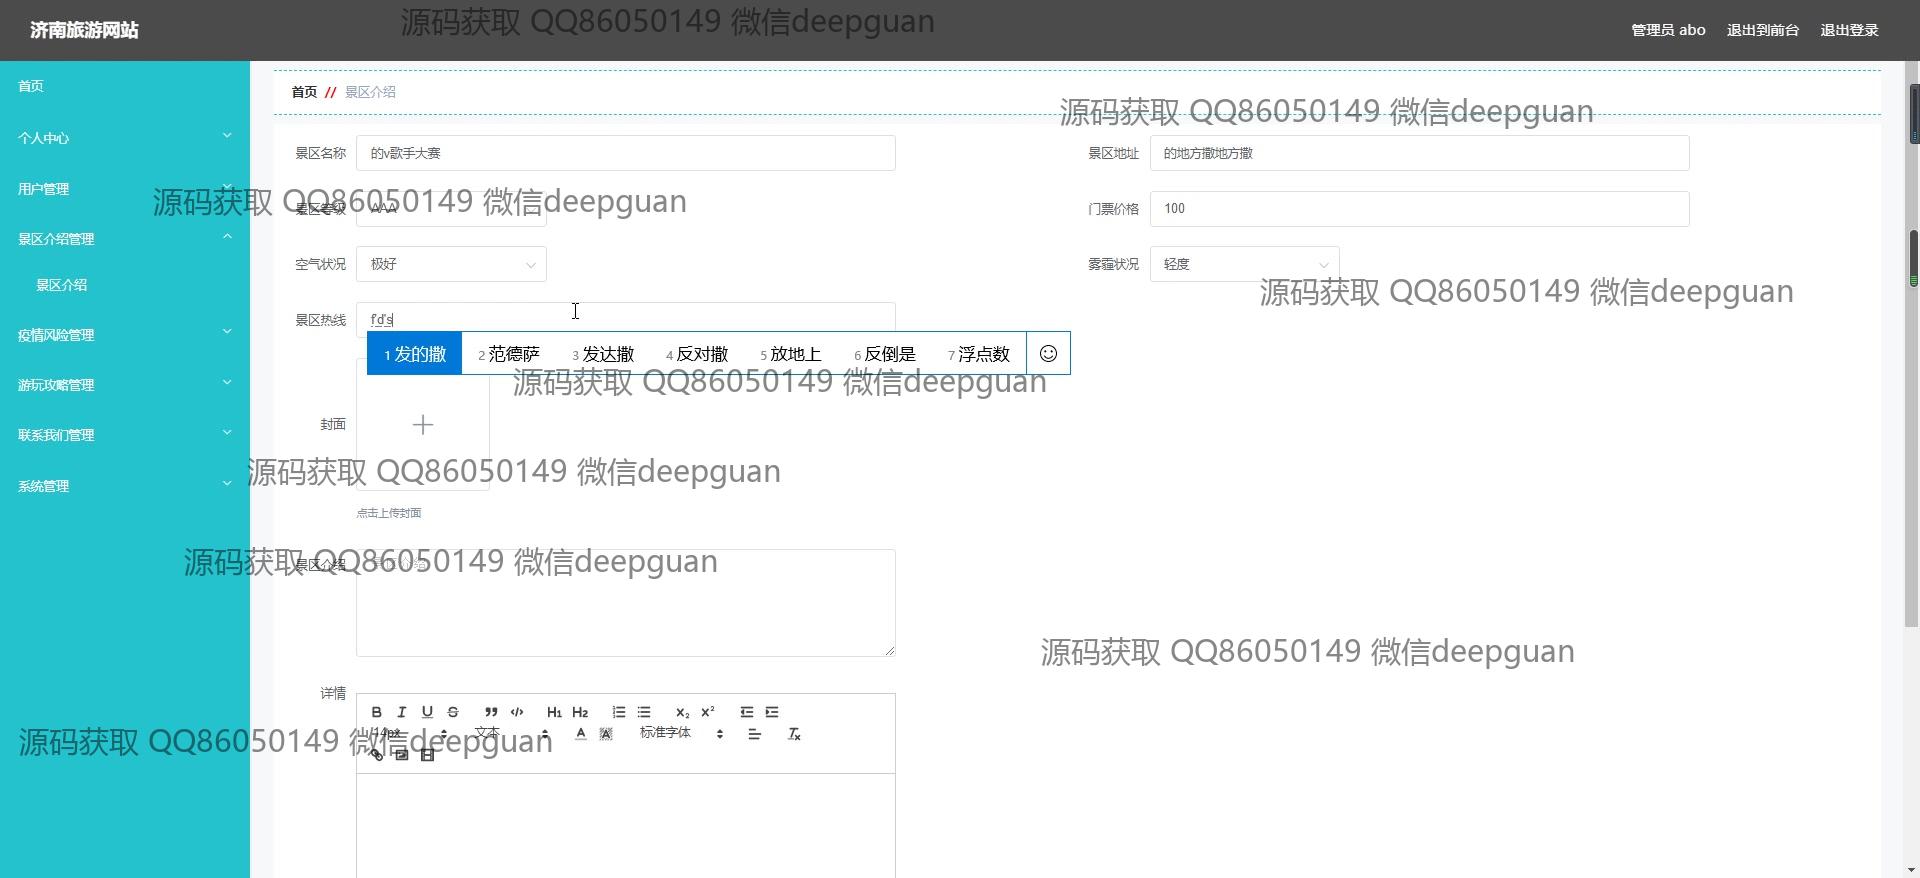 济南旅游网站
源码获取 QQ86050149 微信deepguan
管理员 abo 退出到前台 退出登录
首页
首页 // 景区介绍
源码获取 QQ86050149 微信deepguan
个人中心
景区名称 的v歌手大赛
景区地址 的地方撒地方撒
用户管理
源码获取 QQ86050149 微信deepguan
景区等级 AAA
门票价格 100
景区介绍管理
空气状况 极好
雾霾状况 轻度
景区介绍
源码获取 QQ86050149 微信deepguan
景区热线 f'd's
疫情风险管理
1 发的撒 2 范德萨 3 发达撒 4 反对撒 5 放地上 6 反倒是 7 浮点数
游玩攻略管理
源码获取 QQ86050149 微信deepguan
封面
联系我们管理
源码获取 QQ86050149 微信deepguan
系统管理
点击上传封面
源码获取 QQ86050149 微信deepguan
景区介绍 景区介绍
源码获取 QQ86050149 微信deepguan
详情
B I U S ” </> H1 H2 X2 X2
14px 文本 A A 标准字体 Tx
源码获取 QQ86050149 微信deepguan